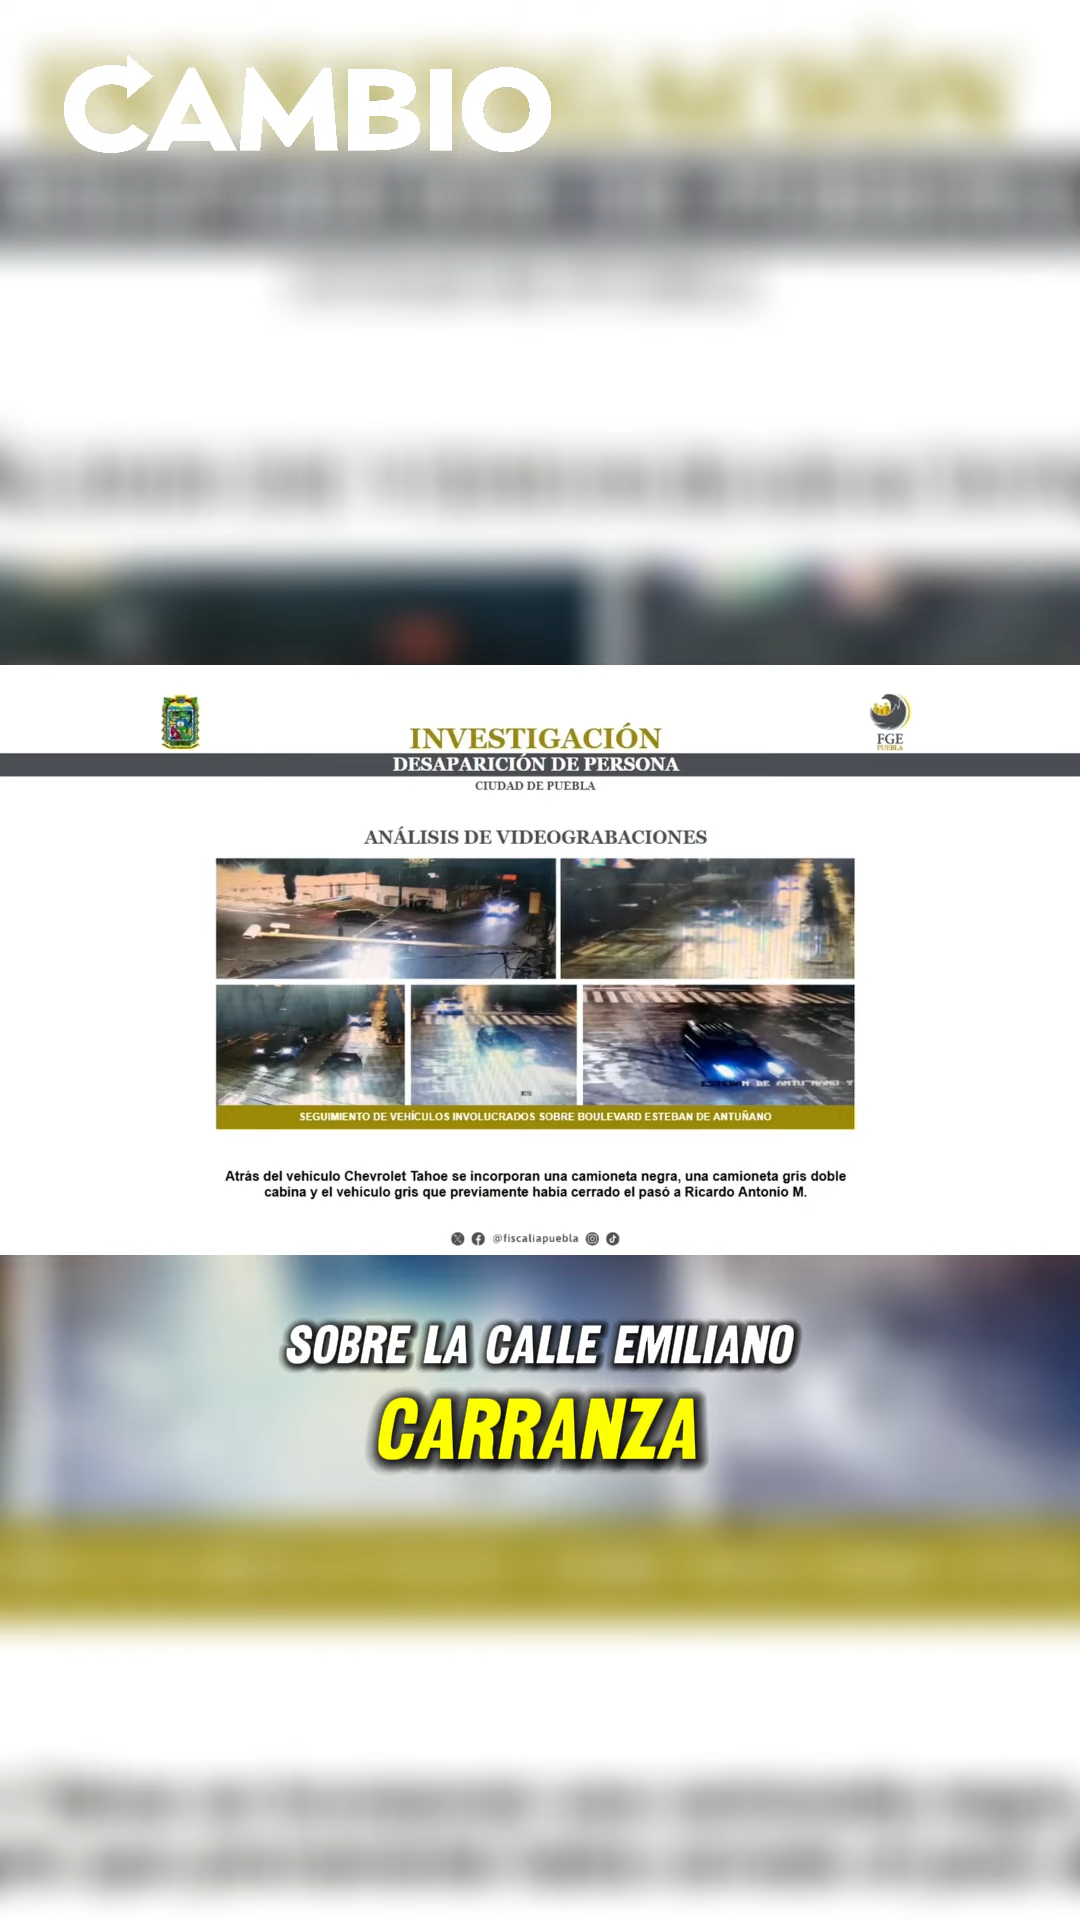 CAMBIO
INVESTIGACIÓN
FGE
PUEBLA
DESAPARICIÓN DE PERSONA
CIUDAD DE PUEBLA
ANÁLISIS DE VIDEOGRABACIONES
SEGUIMIENTO DE VEHÍCULOS INVOLUCRADOS SOBRE BOULEVARD ESTEBAN DE ANTUÑANO
Atrás del vehículo Chevrolet Tahoe se incorporan una camioneta negra, una camioneta gris doble
cabina y el vehículo gris que previamente había cerrado el pasó a Ricardo Antonio M.
@fiscaliapuebla
SOBRE LA CALLE EMILIANO
CARRANZA